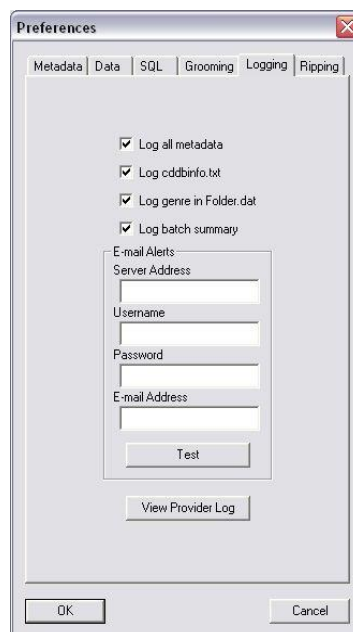 Preferences
Metadata Data SQL Grooming Logging Ripping
Log all metadata
Log cddbinfo.txt
Log genre in Folder.dat
Log batch summary
E-mail Alerts
Server Address
Username
Password
E-mail Address
Test
View Provider Log
OK Cancel